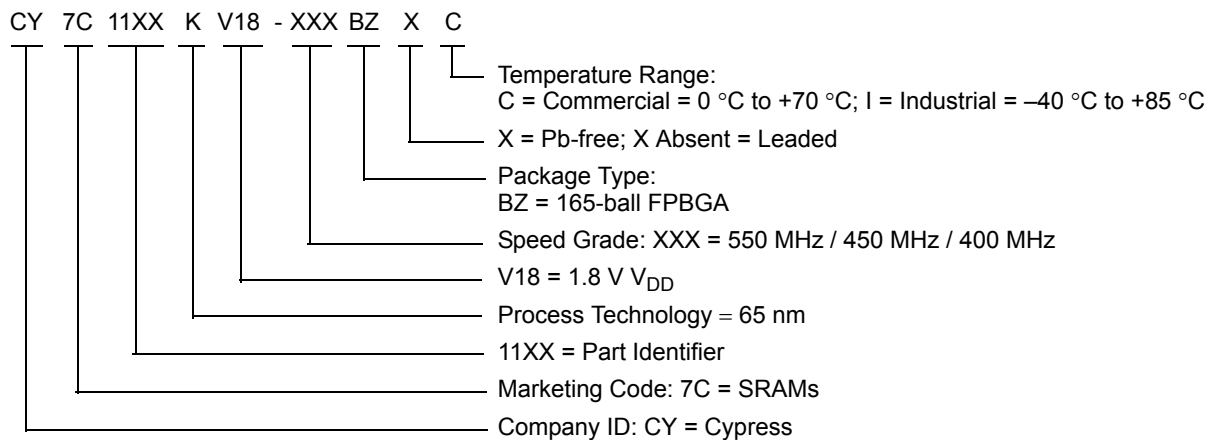 CY 7C 11XX K V18 - XXX BZ X C
Temperature Range:
C = Commercial = 0 °C to +70 °C; I = Industrial = –40 °C to +85 °C
X = Pb-free; X Absent = Leaded
Package Type:
BZ = 165-ball FPBGA
Speed Grade: XXX = 550 MHz / 450 MHz / 400 MHz
V18 = 1.8 V VDD
Process Technology = 65 nm
11XX = Part Identifier
Marketing Code: 7C = SRAMs
Company ID: CY = Cypress